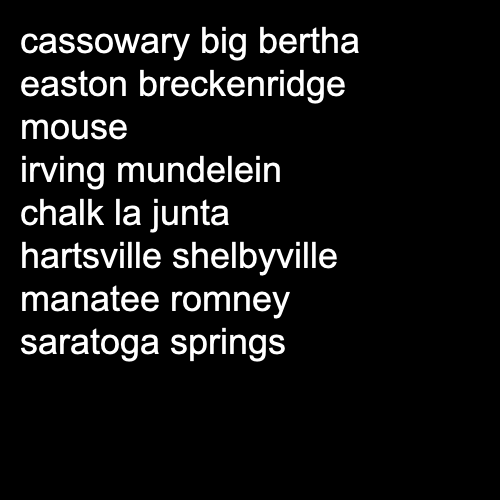 cassowary big bertha
easton breckenridge
mouse
irving mundelein
chalk la junta
hartsville shelbyville
manatee romney
saratoga springs